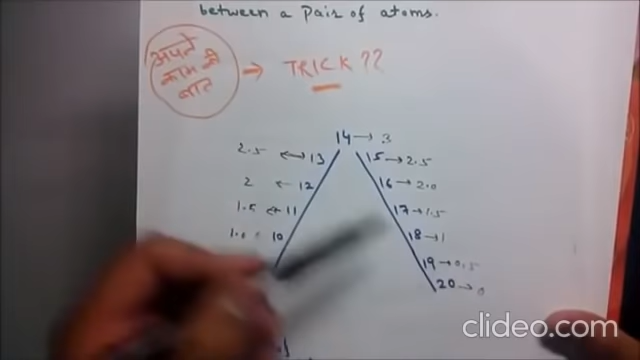 between a pair of atoms.
अपने
काम की
बात
→ TRICK ??
14 → 3
2.5 ← 13
15 → 2.5
2 ← 12
16 → 2.0
1.5 ← 11
17 → 1.5
1.0 ← 10
18 → 1
19 → 0.5
20 → 0
clideo.com